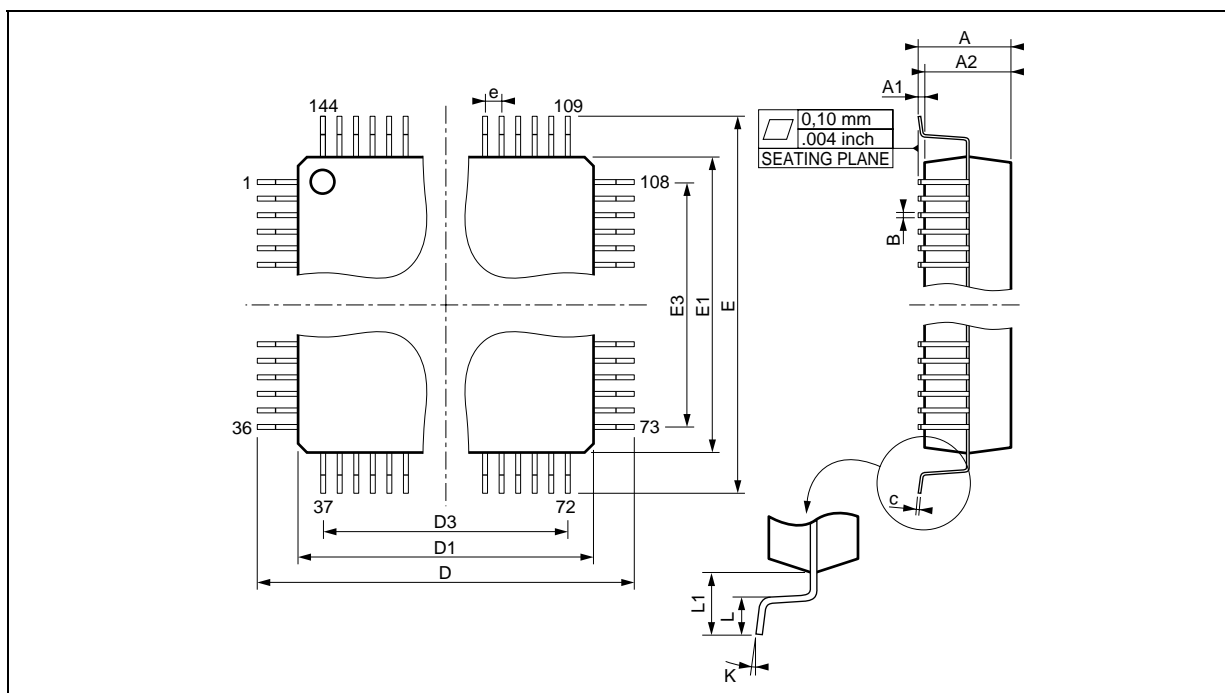 A
A2
A1
e
144
109
0,10 mm
.004 inch
SEATING PLANE
1
108
B
E3
E1
E
36
73
37
72
D3
D1
D
c
L1
L
K